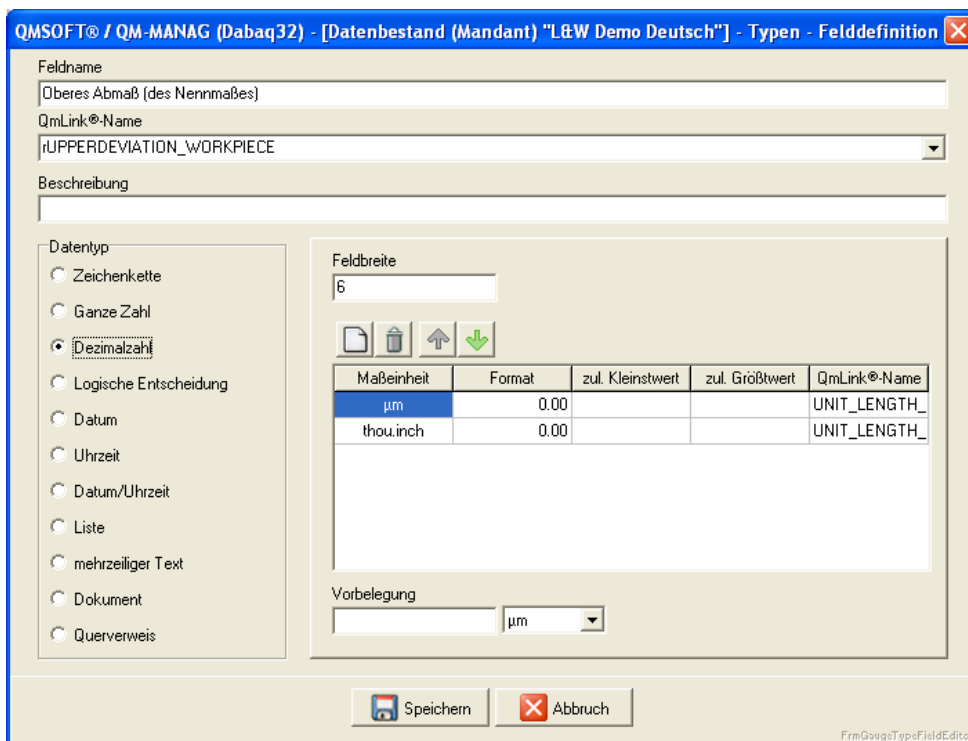 QMSOFT® / QM-MANAG (Dabaq32) - [Datenbestand (Mandant) "L&W Demo Deutsch"] - Typen - Felddefinition
Feldname
Oberes Abmaß (des Nennmaßes)
QmLink®-Name
rUPPERDEVIATION_WORKPIECE
Beschreibung
Datentyp
Zeichenkette
Ganze Zahl
Dezimalzahl
Logische Entscheidung
Datum
Uhrzeit
Datum/Uhrzeit
Liste
mehrzeiliger Text
Dokument
Querverweis
Feldbreite
6
Maßeinheit Format zul. Kleinstwert zul. Größtwert QmLink®-Name
µm 0.00 UNIT_LENGTH_
thou.inch 0.00 UNIT_LENGTH_
Vorbelegung
µm
Speichern Abbruch
FrmGaugeTypeFieldEdito